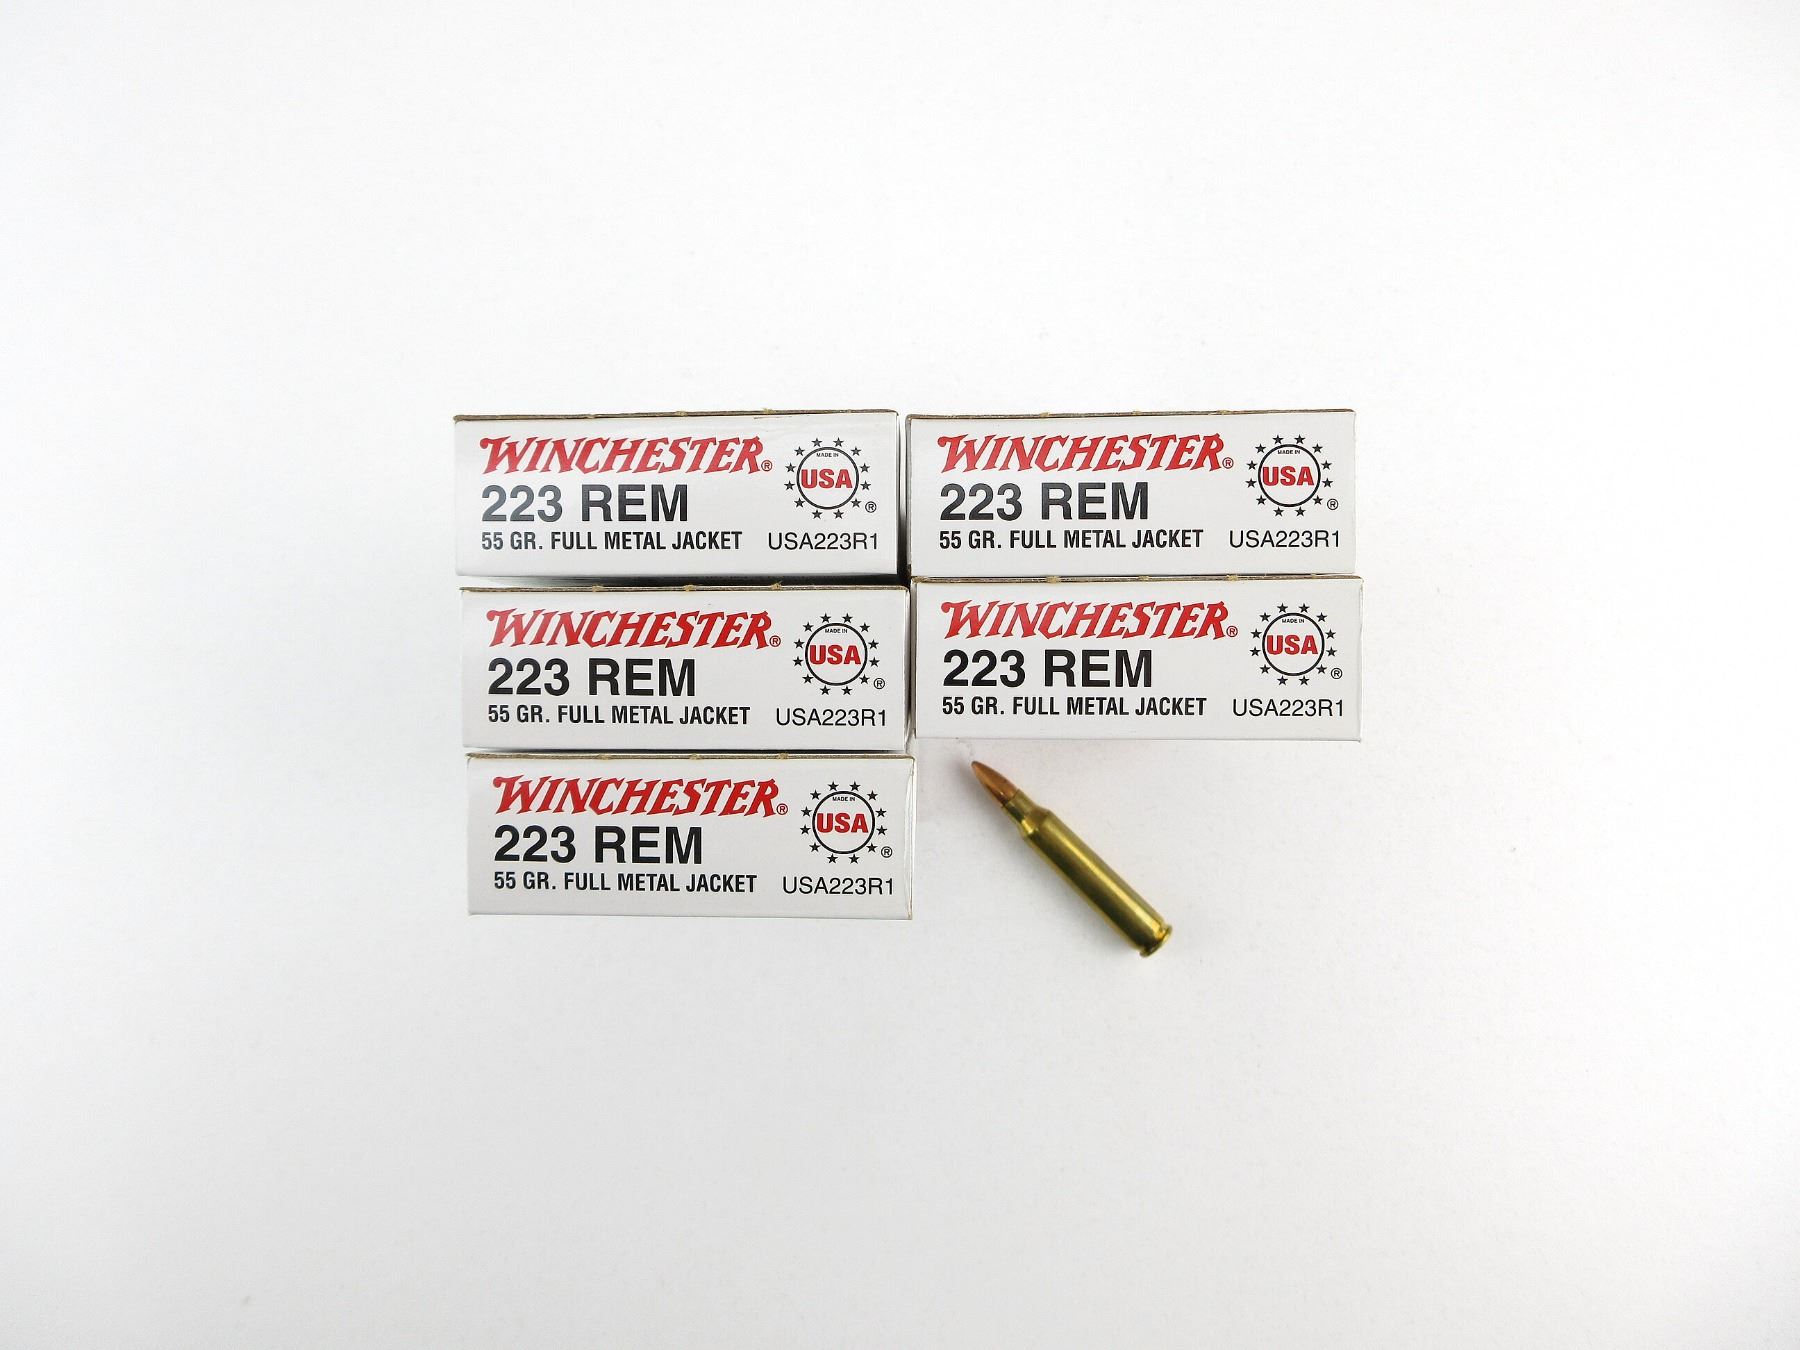 WINCHESTER®
MADE IN
USA
®
223 REM
55 GR. FULL METAL JACKET USA223R1
WINCHESTER®
MADE IN
USA
®
223 REM
55 GR. FULL METAL JACKET USA223R1
WINCHESTER®
MADE IN
USA
®
223 REM
55 GR. FULL METAL JACKET USA223R1
WINCHESTER®
MADE IN
USA
®
223 REM
55 GR. FULL METAL JACKET USA223R1
WINCHESTER®
MADE IN
USA
®
223 REM
55 GR. FULL METAL JACKET USA223R1